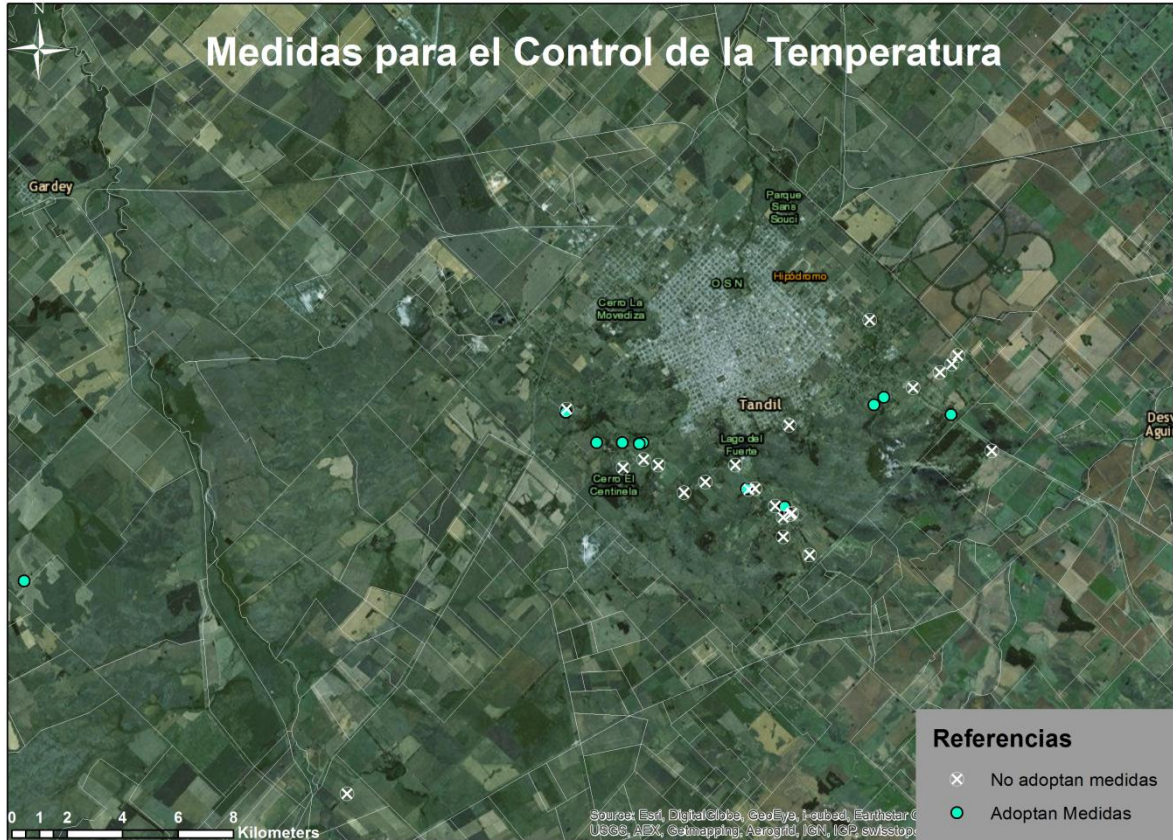 N
Medidas para el Control de la Temperatura
Gardey
Parque
Sans
Souci
Hipódromo
O S N
Cerro La
Movediza
Tandil
Lago del
Fuerte
Cerro El
Centinela
Desv
Agui
Referencias
No adoptan medidas
Adoptan Medidas
0 1 2 4 6 8
Kilometers
Source: Esri, DigitalGlobe, GeoEye, i-cubed, Earthstar
USGS, AEX, Getmapping, Aerogrid, IGN, IGP, swisstopo